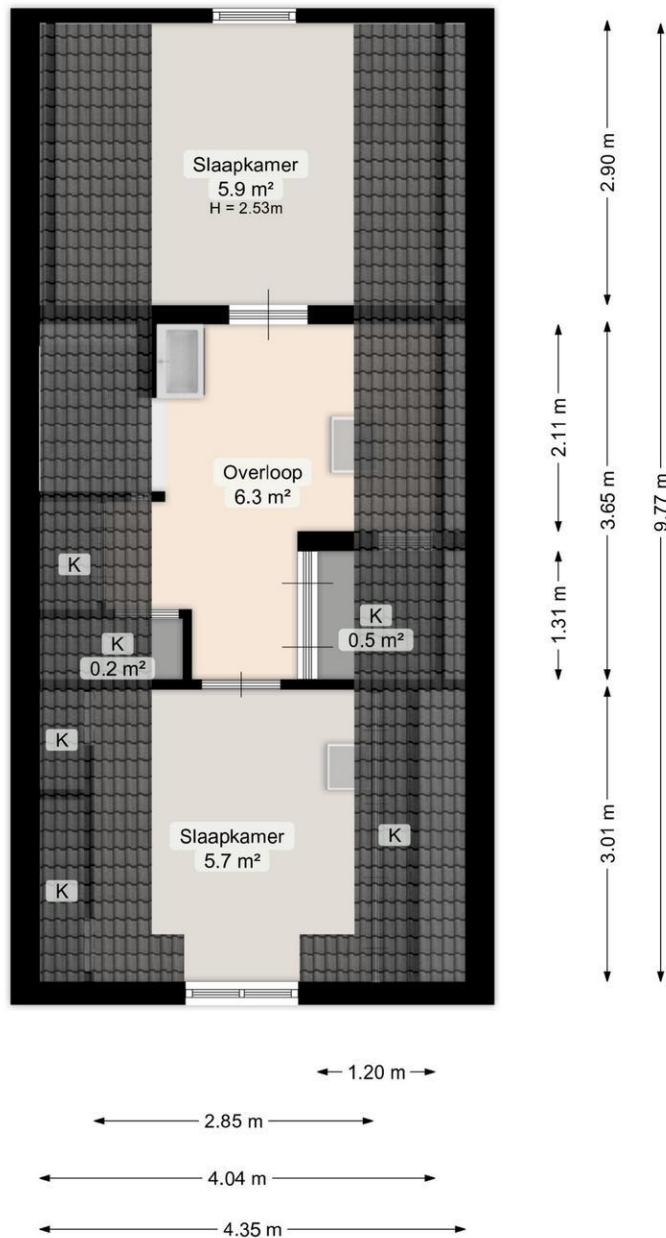 Slaapkamer
5.9 m²
H = 2.53m
2.90 m
Overloop
6.3 m²
2.11 m
3.65 m
9.77 m
K
K
0.5 m²
1.31 m
K
0.2 m²
K
Slaapkamer
5.7 m²
K
3.01 m
K
1.20 m
2.85 m
4.04 m
4.35 m